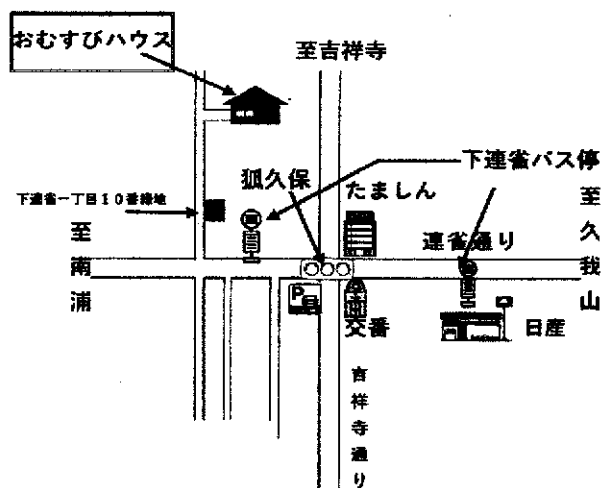 おむすびハウス
至吉祥寺
下連雀バス停
狐久保
たましん
下連雀一丁目10番緑地
至久我山
連雀通り
至南浦
P
交番
日産
吉祥寺通り